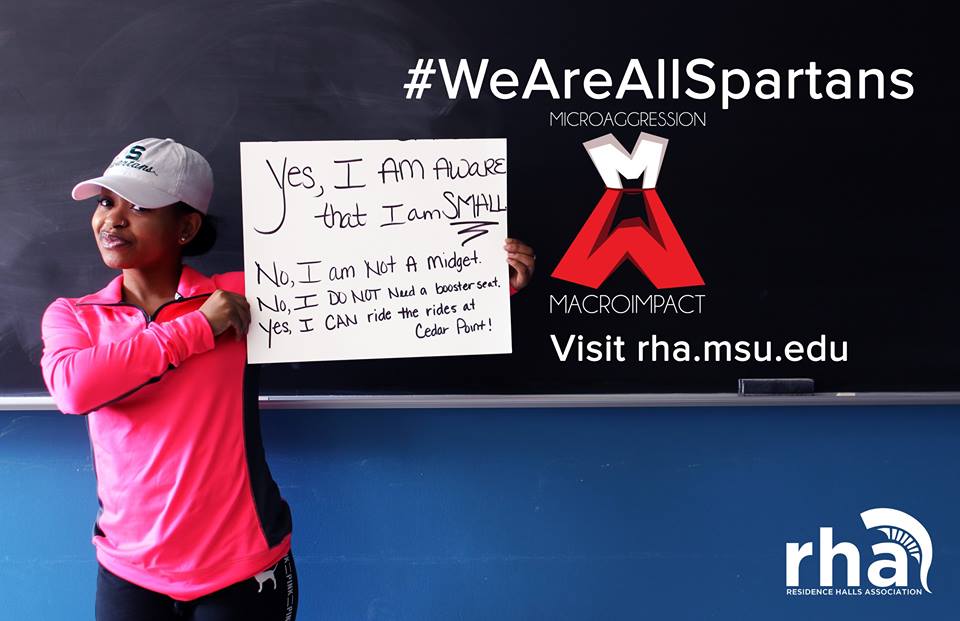 #WeAreAllSpartans
MICROAGGRESSION
M
MACROIMPACT
Visit rha.msu.edu
S
Spartans
Yes, I AM AWARE
that I am SMALL
No, I am NOT A midget.
No, I DO NOT Need a booster seat.
Yes, I CAN ride the rides at
Cedar Point!
PINK
rha
RESIDENCE HALLS ASSOCIATION